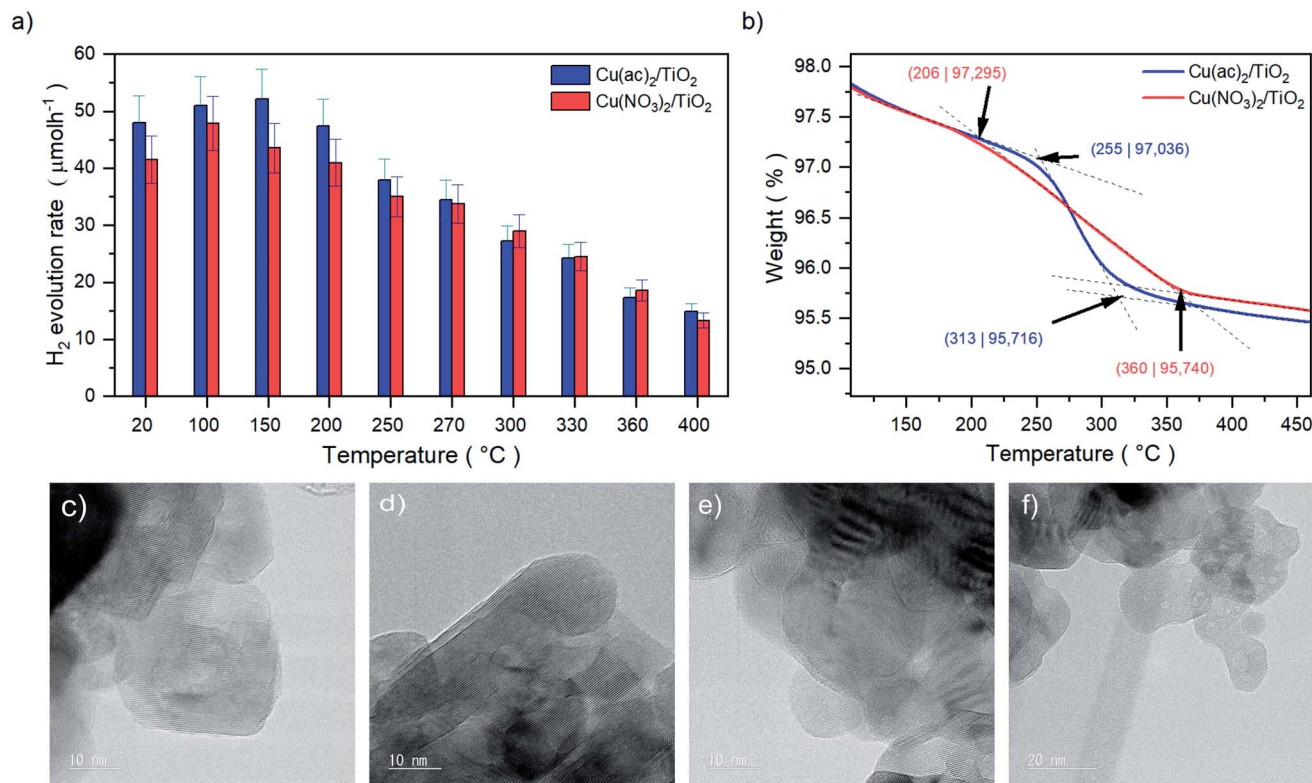 a)
H₂ evolution rate ( μmolh⁻¹ )
60
50
40
30
20
10
0
Cu(ac)₂/TiO₂
Cu(NO₃)₂/TiO₂
20 100 150 200 250 270 300 330 360 400
Temperature ( °C )
b)
Weight ( % )
98.0
97.5
97.0
96.5
96.0
95.5
95.0
(206 | 97,295)
Cu(ac)₂/TiO₂
Cu(NO₃)₂/TiO₂
(255 | 97,036)
(313 | 95,716)
(360 | 95,740)
150 200 250 300 350 400 450
Temperature ( °C )
c)
10 nm
d)
10 nm
e)
10 nm
f)
20 nm